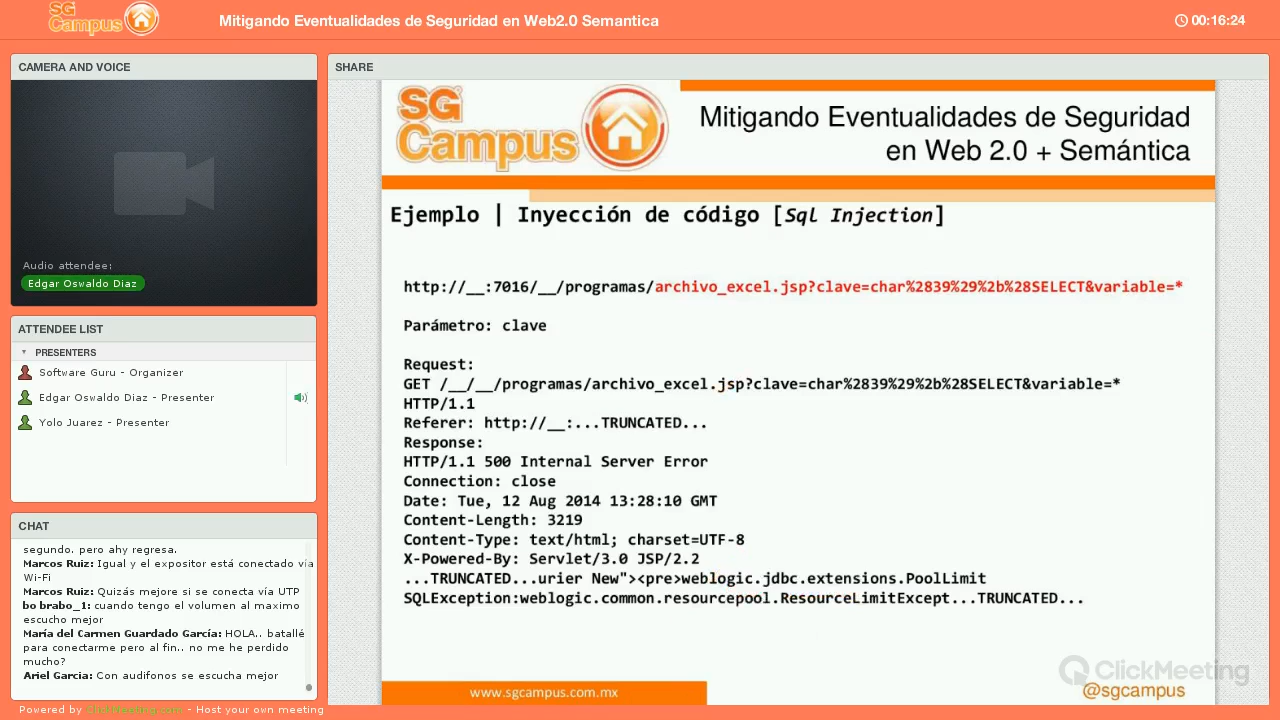 SG Campus
Mitigando Eventualidades de Seguridad en Web2.0 Semantica
00:16:24
CAMERA AND VOICE
Audio attendee:
Edgar Oswaldo Diaz
ATTENDEE LIST
PRESENTERS
Software Guru - Organizer
Edgar Oswaldo Diaz - Presenter
Yolo Juarez - Presenter
CHAT
segundo. pero ahy regresa.
Marcos Ruiz: Igual y el expositor está conectado vía
Wi-Fi
Marcos Ruiz: Quizás mejore si se conecta vía UTP
bo brabo_1: cuando tengo el volumen al maximo
escucho mejor
María del Carmen Guardado García: HOLA.. batallé
para conectarme pero al fin.. no me he perdido
mucho?
Ariel Garcia: Con audifonos se escucha mejor
Powered by ClickMeeting.com - Host your own meeting
SHARE
SG
Campus
Mitigando Eventualidades de Seguridad
en Web 2.0 + Semántica
Ejemplo | Inyección de código [Sql Injection]
http://__:7016/__/programas/archivo_excel.jsp?clave=char%2839%29%2b%28SELECT&variable=*
Parámetro: clave
Request:
GET /__/__/programas/archivo_excel.jsp?clave=char%2839%29%2b%28SELECT&variable=*
HTTP/1.1
Referer: http://__:...TRUNCATED...
Response:
HTTP/1.1 500 Internal Server Error
Connection: close
Date: Tue, 12 Aug 2014 13:28:10 GMT
Content-Length: 3219
Content-Type: text/html; charset=UTF-8
X-Powered-By: Servlet/3.0 JSP/2.2
...TRUNCATED...urier New"><pre>weblogic.jdbc.extensions.PoolLimit
SQLException:weblogic.common.resourcepool.ResourceLimitExcept...TRUNCATED...
ClickMeeting
www.sgcampus.com.mx
@sgcampus